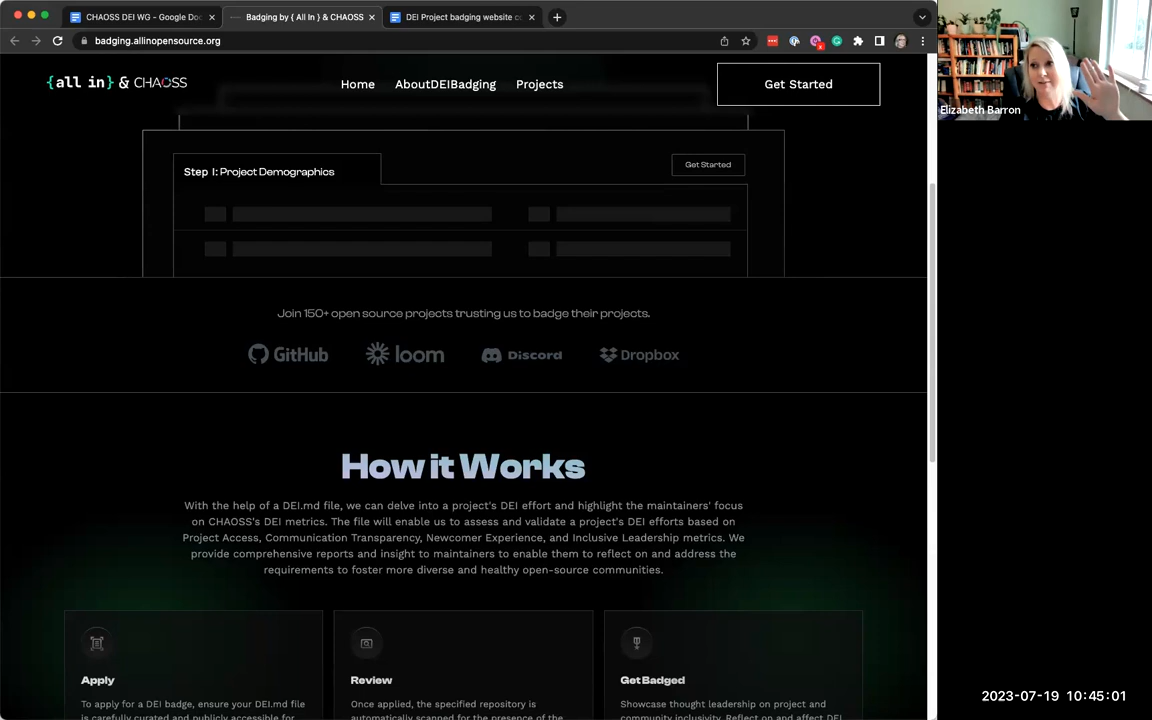 CHAOSS DEI WG - Google Doc
Badging by { All In } & CHAOSS
DEI Project badging website co
badging.allinopensource.org
{all in} & CHAOSS
Home
AboutDEIBadging
Projects
Get Started
Elizabeth Barron
Step 1: Project Demographics
Get Started
Join 150+ open source projects trusting us to badge their projects.
GitHub
loom
Discord
Dropbox
How it Works
With the help of a DEI.md file, we can delve into a project's DEI effort and highlight the maintainers' focus
on CHAOSS's DEI metrics. The file will enable us to assess and validate a project's DEI efforts based on
Project Access, Communication Transparency, Newcomer Experience, and Inclusive Leadership metrics. We
provide comprehensive reports and insight to maintainers to enable them to reflect on and address the
requirements to foster more diverse and healthy open-source communities.
Apply
To apply for a DEI badge, ensure your DEI.md file
is carefully curated and publicly accessible for
Review
Once applied, the specified repository is
automatically scanned for the presence of the
Get Badged
Showcase thought leadership on project and
community inclusivity. Reflect on and affect DEI
2023-07-19 10:45:01